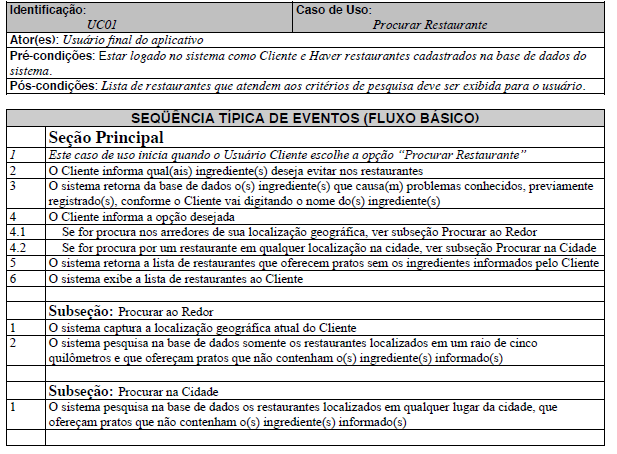 Identificação: Caso de Uso:
UC01 Procurar Restaurante
Ator(es): Usuário final do aplicativo
Pré-condições: Estar logado no sistema como Cliente e Haver restaurantes cadastrados na base de dados do
sistema.
Pós-condições: Lista de restaurantes que atendem aos critérios de pesquisa deve ser exibida para o usuário.
SEQÜÊNCIA TÍPICA DE EVENTOS (FLUXO BÁSICO)
Seção Principal
1 Este caso de uso inicia quando o Usuário Cliente escolhe a opção “Procurar Restaurante”
2 O Cliente informa qual(ais) ingrediente(s) deseja evitar nos restaurantes
3 O sistema retorna da base de dados o(s) ingrediente(s) que causa(m) problemas conhecidos, previamente
registrado(s), conforme o Cliente vai digitando o nome do(s) ingrediente(s)
4 O Cliente informa a opção desejada
4.1 Se for procura nos arredores de sua localização geográfica, ver subseção Procurar ao Redor
4.2 Se for procura por um restaurante em qualquer localização na cidade, ver subseção Procurar na Cidade
5 O sistema retorna a lista de restaurantes que oferecem pratos sem os ingredientes informados pelo Cliente
6 O sistema exibe a lista de restaurantes ao Cliente
Subseção: Procurar ao Redor
1 O sistema captura a localização geográfica atual do Cliente
2 O sistema pesquisa na base de dados somente os restaurantes localizados em um raio de cinco
quilômetros e que ofereçam pratos que não contenham o(s) ingrediente(s) informado(s)
Subseção: Procurar na Cidade
1 O sistema pesquisa na base de dados os restaurantes localizados em qualquer lugar da cidade, que
ofereçam pratos que não contenham o(s) ingrediente(s) informado(s)